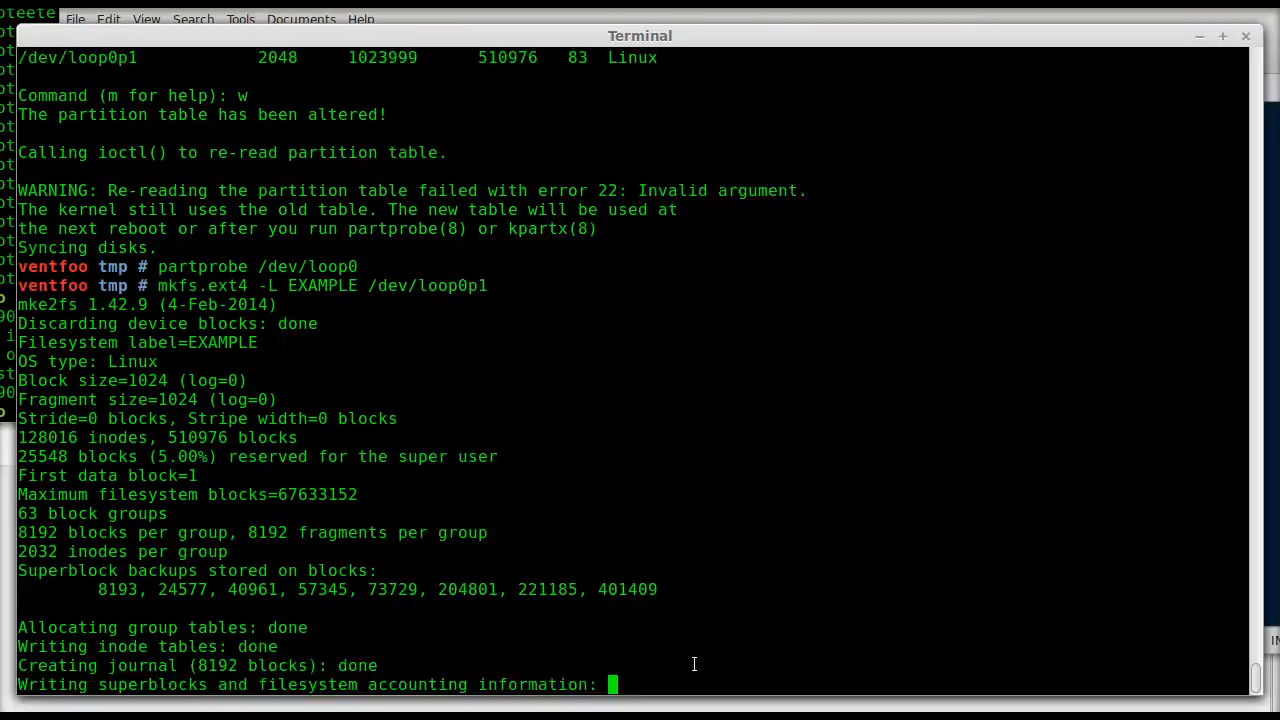 File Edit View Search Tools Documents Help
Terminal
/dev/loop0p1 2048 1023999 510976 83 Linux
Command (m for help): w
The partition table has been altered!
Calling ioctl() to re-read partition table.
WARNING: Re-reading the partition table failed with error 22: Invalid argument.
The kernel still uses the old table. The new table will be used at
the next reboot or after you run partprobe(8) or kpartx(8)
Syncing disks.
ventfoo tmp # partprobe /dev/loop0
ventfoo tmp # mkfs.ext4 -L EXAMPLE /dev/loop0p1
mke2fs 1.42.9 (4-Feb-2014)
Discarding device blocks: done
Filesystem label=EXAMPLE
OS type: Linux
Block size=1024 (log=0)
Fragment size=1024 (log=0)
Stride=0 blocks, Stripe width=0 blocks
128016 inodes, 510976 blocks
25548 blocks (5.00%) reserved for the super user
First data block=1
Maximum filesystem blocks=67633152
63 block groups
8192 blocks per group, 8192 fragments per group
2032 inodes per group
Superblock backups stored on blocks:
8193, 24577, 40961, 57345, 73729, 204801, 221185, 401409
Allocating group tables: done
Writing inode tables: done
Creating journal (8192 blocks): done
Writing superblocks and filesystem accounting information: